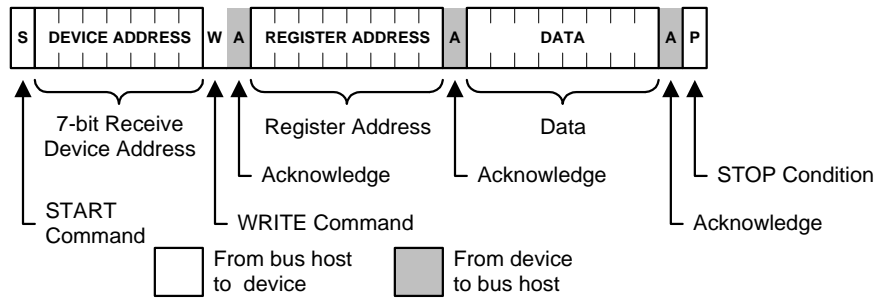 S DEVICE ADDRESS W A REGISTER ADDRESS A DATA A P
7-bit Receive
Device Address
Register Address
Data
Acknowledge
Acknowledge
STOP Condition
START
Command
WRITE Command
Acknowledge
From bus host
to device
From device
to bus host